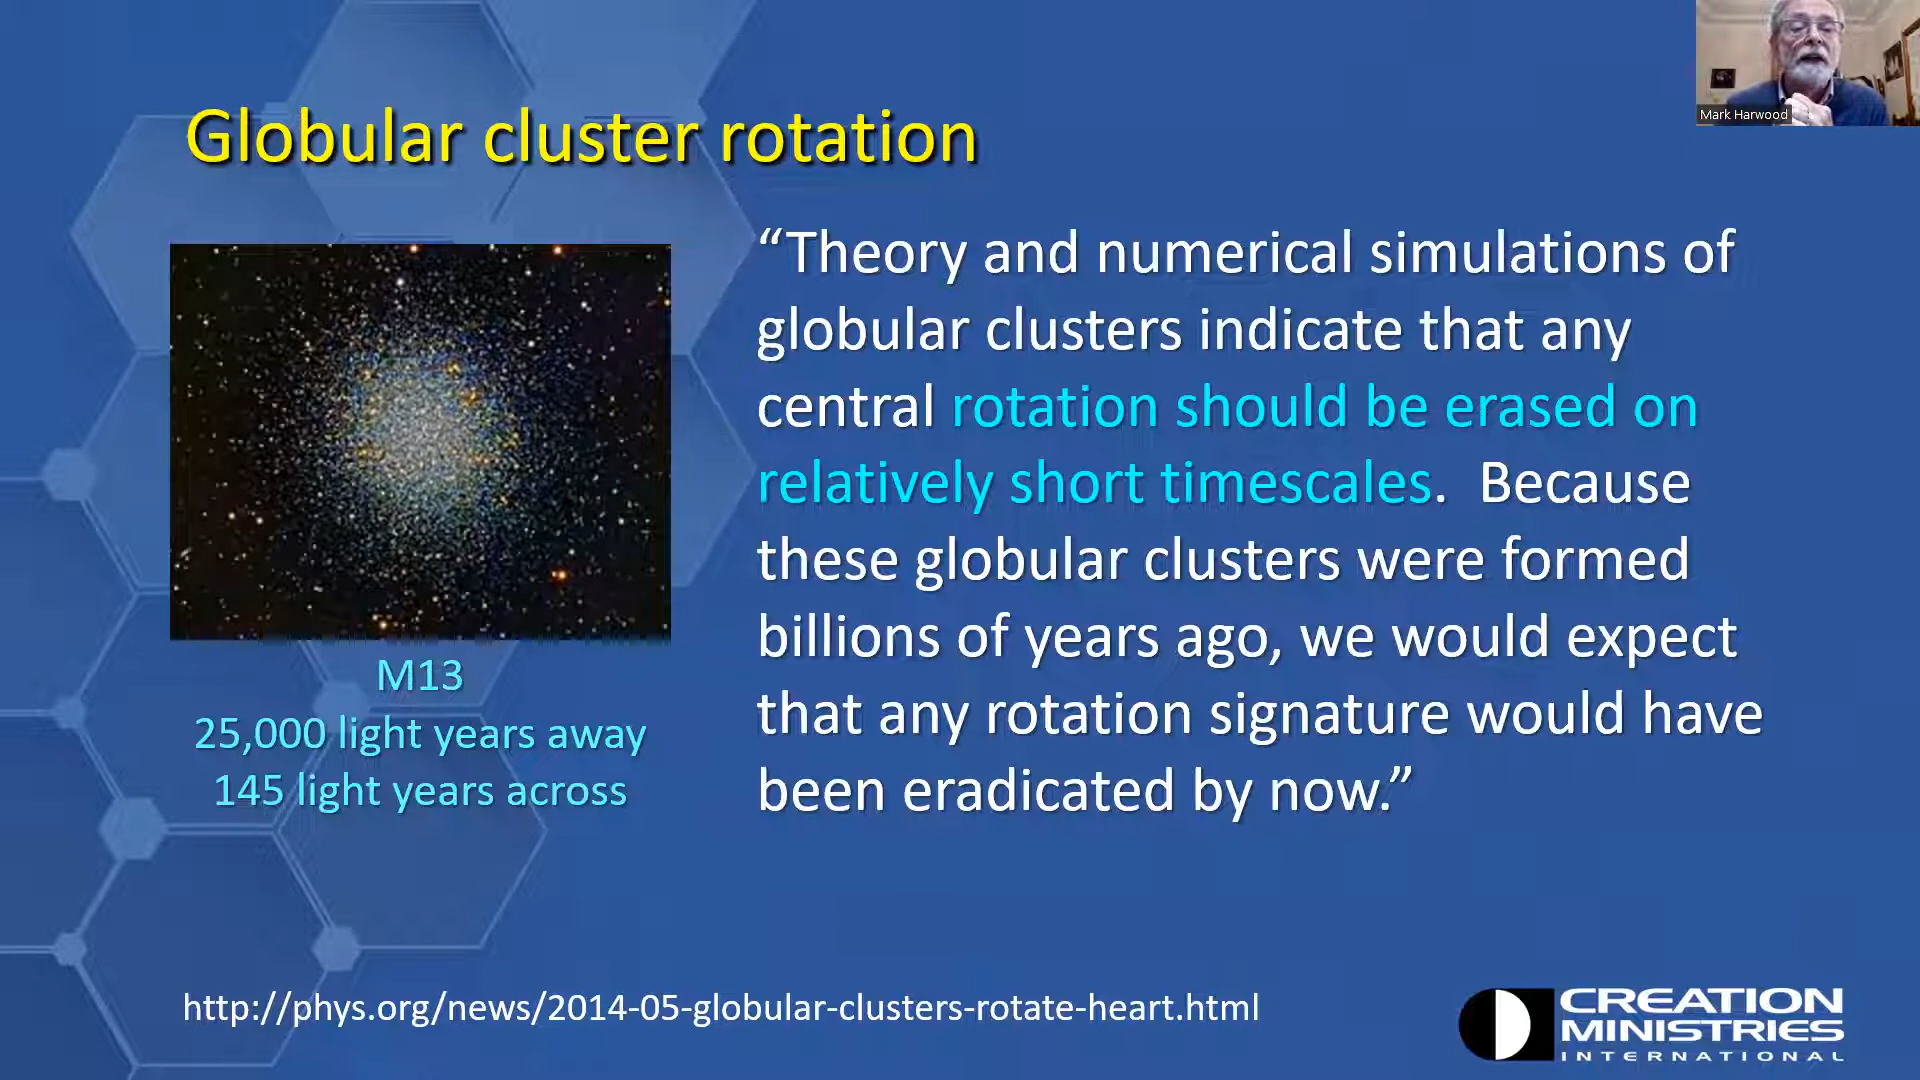 Mark Harwood
Globular cluster rotation
“Theory and numerical simulations of
globular clusters indicate that any
central rotation should be erased on
relatively short timescales.  Because
these globular clusters were formed
billions of years ago, we would expect
that any rotation signature would have
been eradicated by now.”
M13
25,000 light years away
145 light years across
http://phys.org/news/2014-05-globular-clusters-rotate-heart.html
CREATION
MINISTRIES
INTERNATIONAL